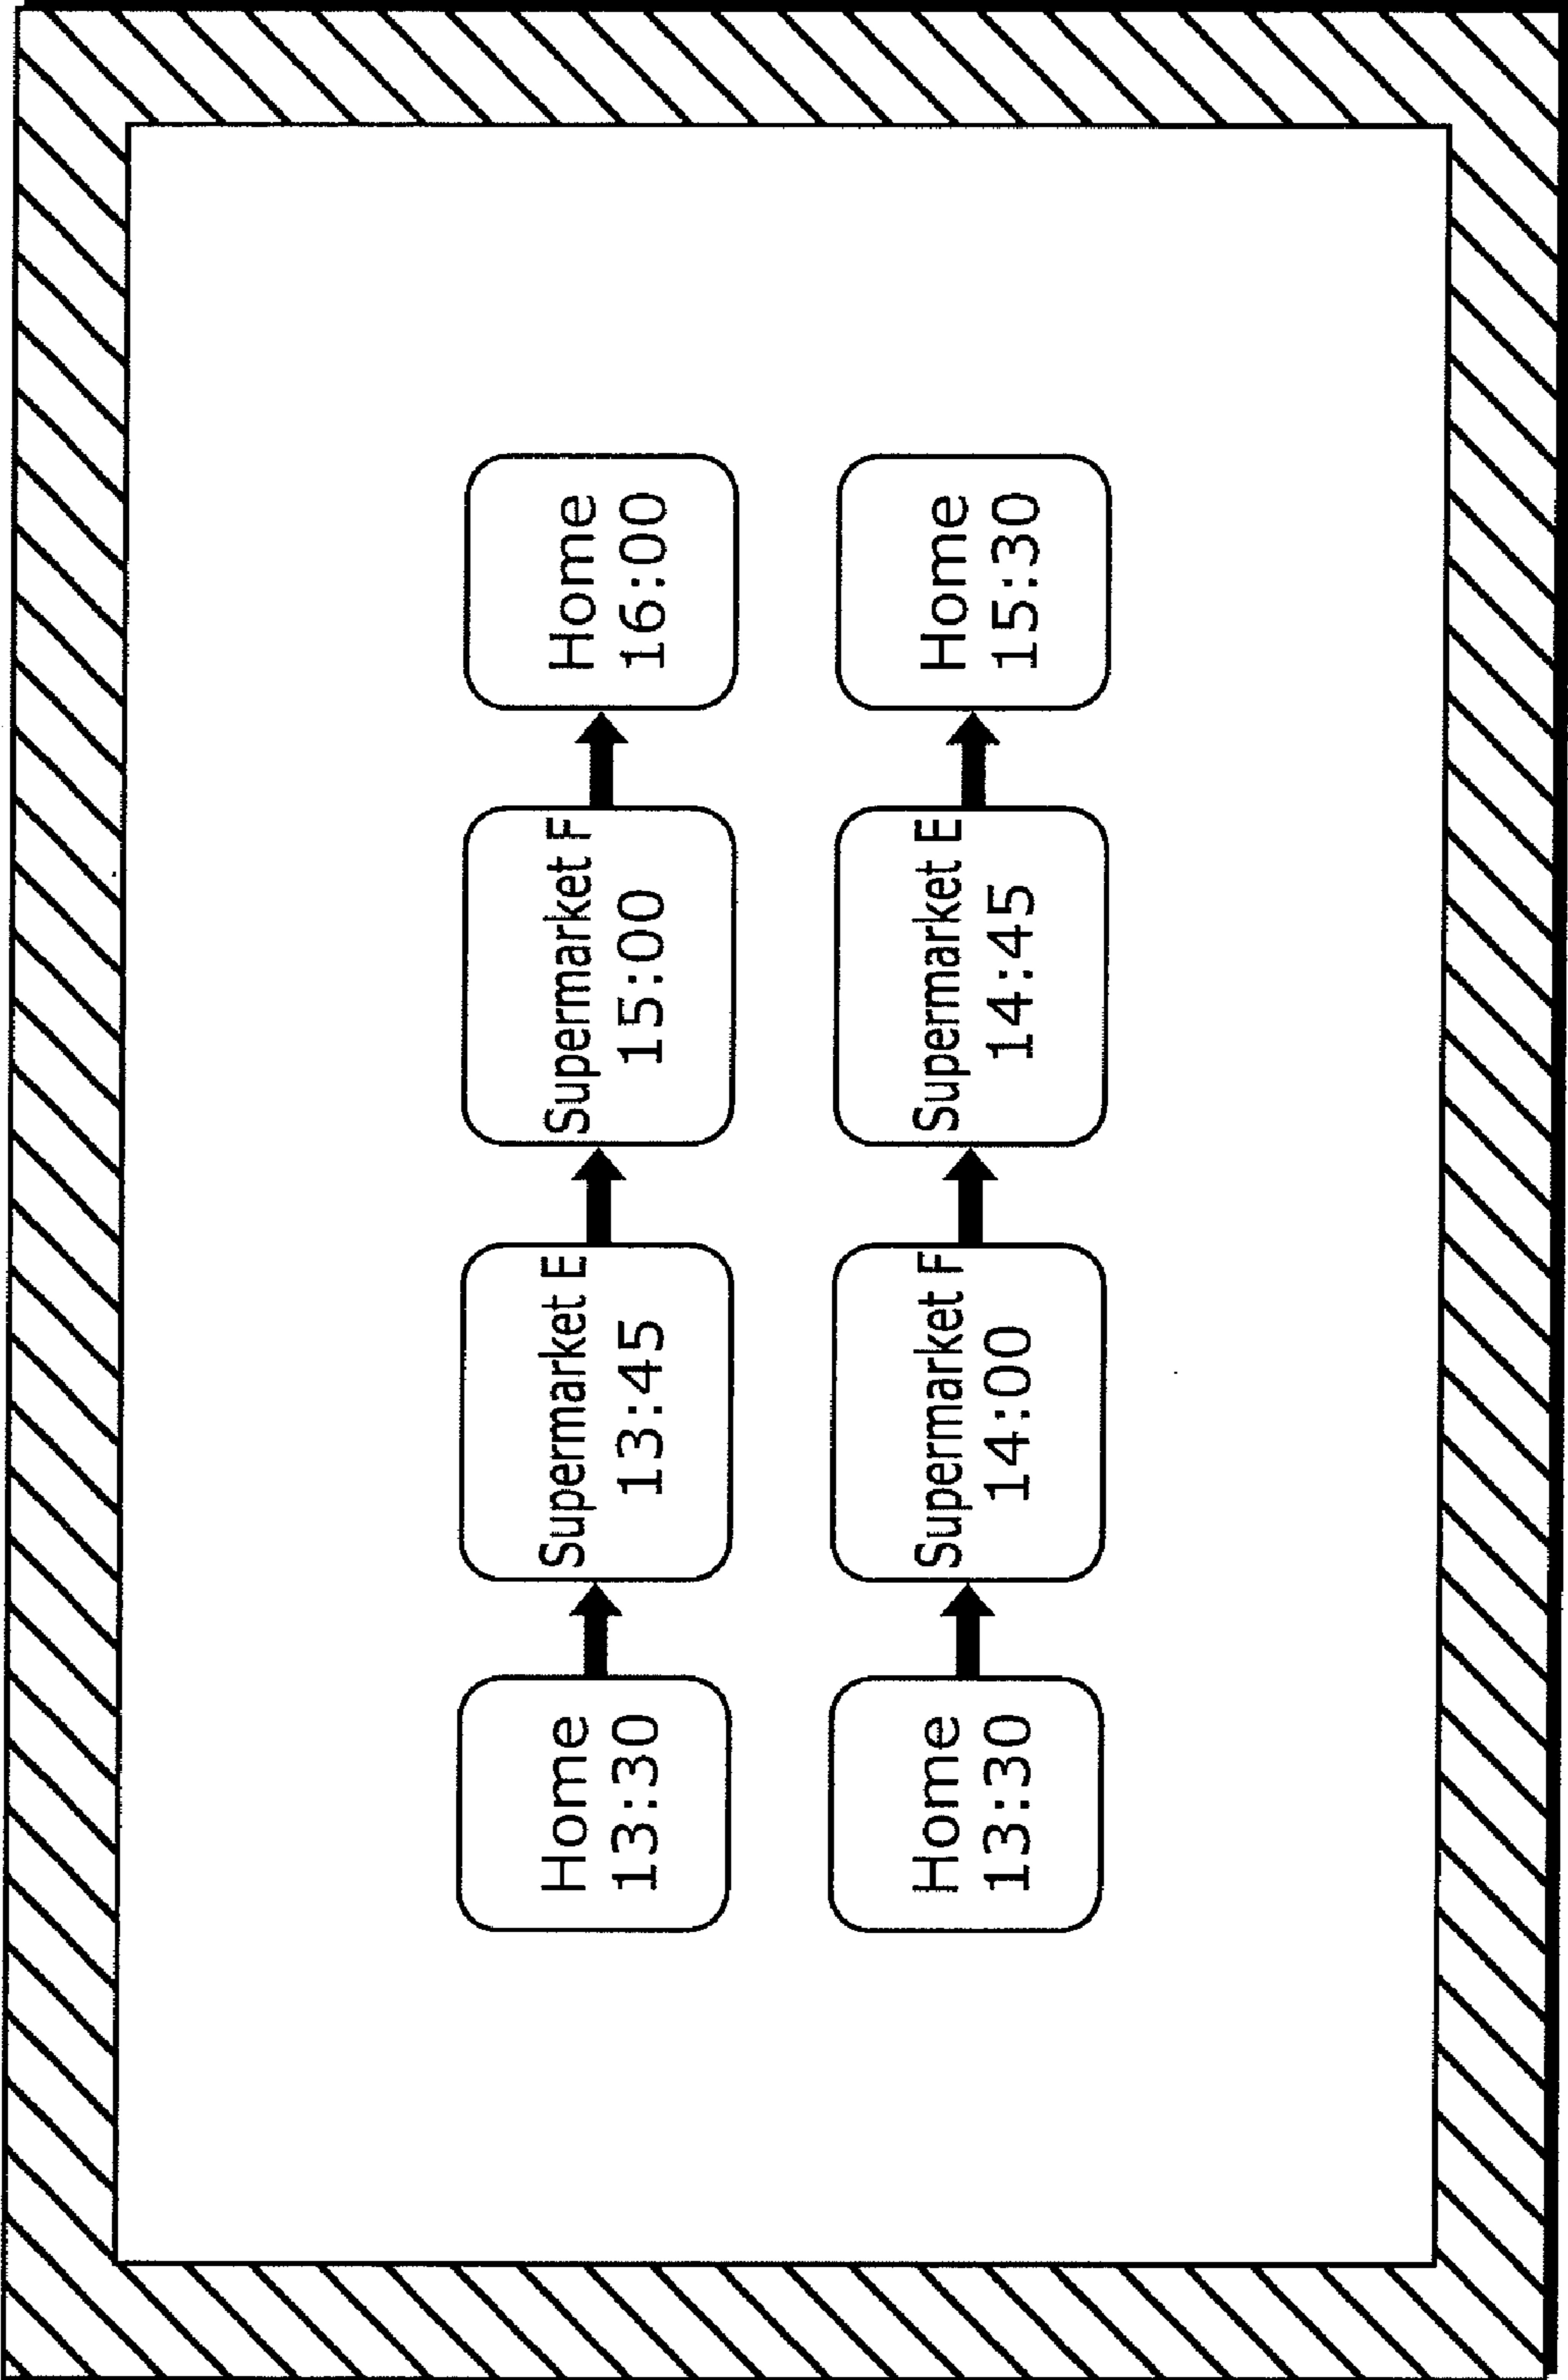 Home
13:30
Supermarket E
13:45
Supermarket F
15:00
Home
16:00
Home
13:30
Supermarket F
14:00
Supermarket E
14:45
Home
15:30